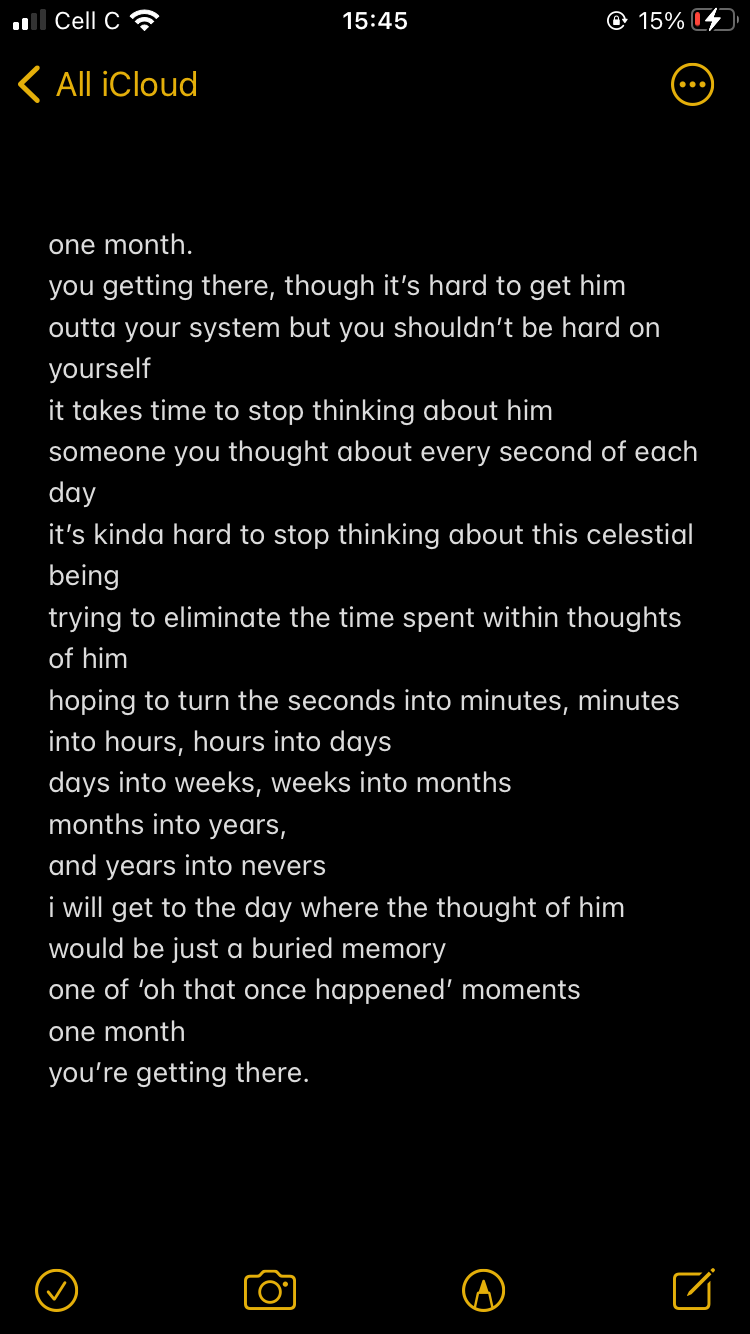 Cell C 15:45 15%
All iCloud
one month.
you getting there, though it’s hard to get him
outta your system but you shouldn’t be hard on
yourself
it takes time to stop thinking about him
someone you thought about every second of each
day
it’s kinda hard to stop thinking about this celestial
being
trying to eliminate the time spent within thoughts
of him
hoping to turn the seconds into minutes, minutes
into hours, hours into days
days into weeks, weeks into months
months into years,
and years into nevers
i will get to the day where the thought of him
would be just a buried memory
one of ‘oh that once happened’ moments
one month
you’re getting there.